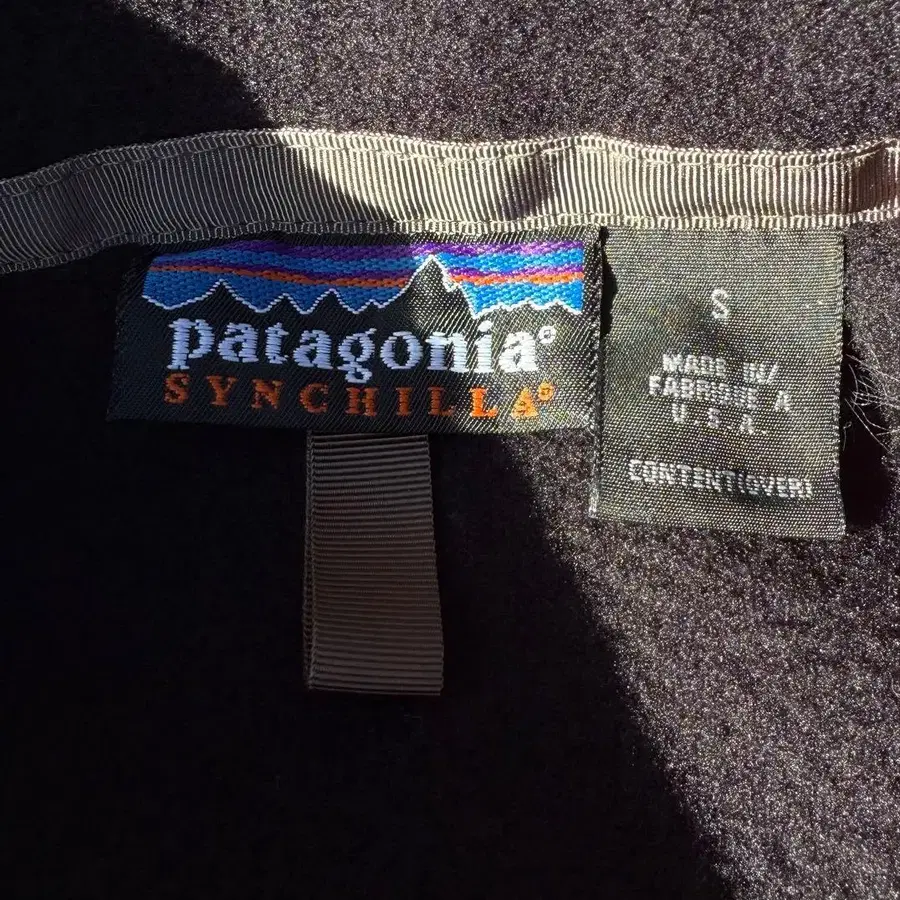 patagonia®
SYNCHILLA®
S
MADE IN/
FABRIQUE A
U.S.A.
CONTENT(OVER)